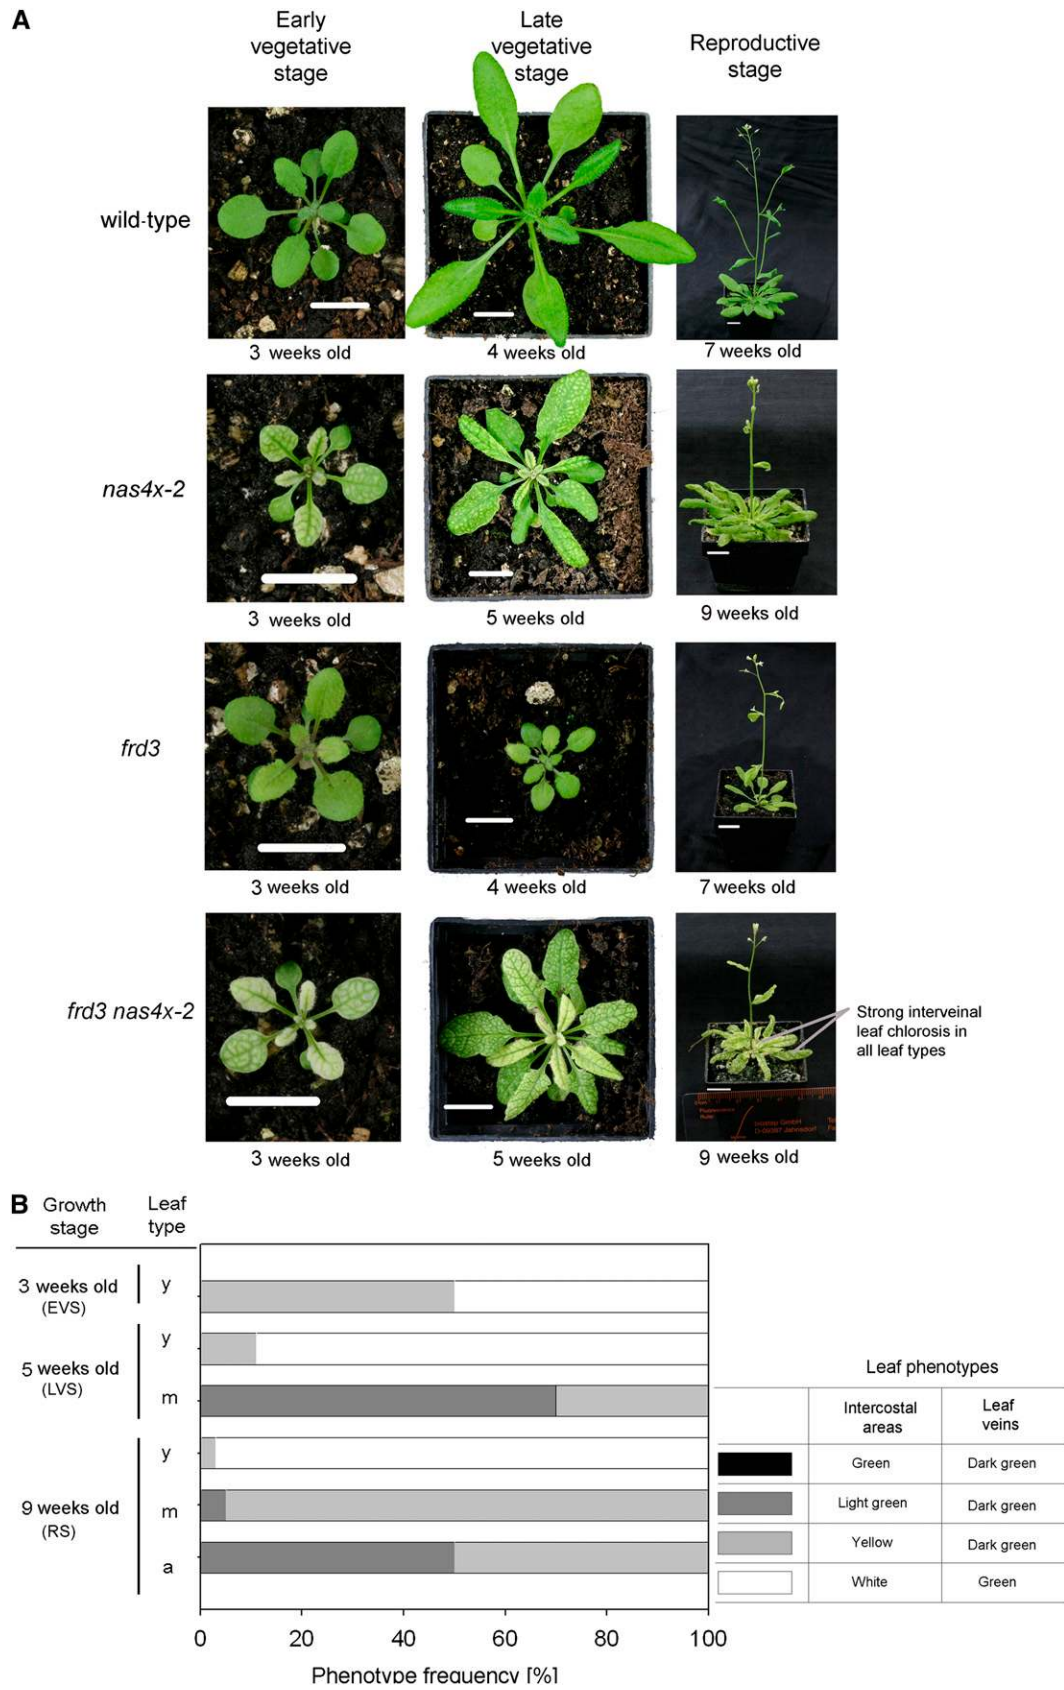 A
Early
vegetative
stage
Late
vegetative
stage
Reproductive
stage
wild-type
3 weeks old
4 weeks old
7 weeks old
nas4x-2
3 weeks old
5 weeks old
9 weeks old
frd3
3 weeks old
4 weeks old
7 weeks old
frd3 nas4x-2
Strong interveinal
leaf chlorosis in
all leaf types
3 weeks old
5 weeks old
9 weeks old
B
Growth
stage
Leaf
type
3 weeks old
(EVS)
y
5 weeks old
(LVS)
y
m
9 weeks old
(RS)
y
m
a
0 20 40 60 80 100
Phenotype frequency [%]
Leaf phenotypes
Intercostal
areas
Leaf
veins
Green Dark green
Light green Dark green
Yellow Dark green
White Green